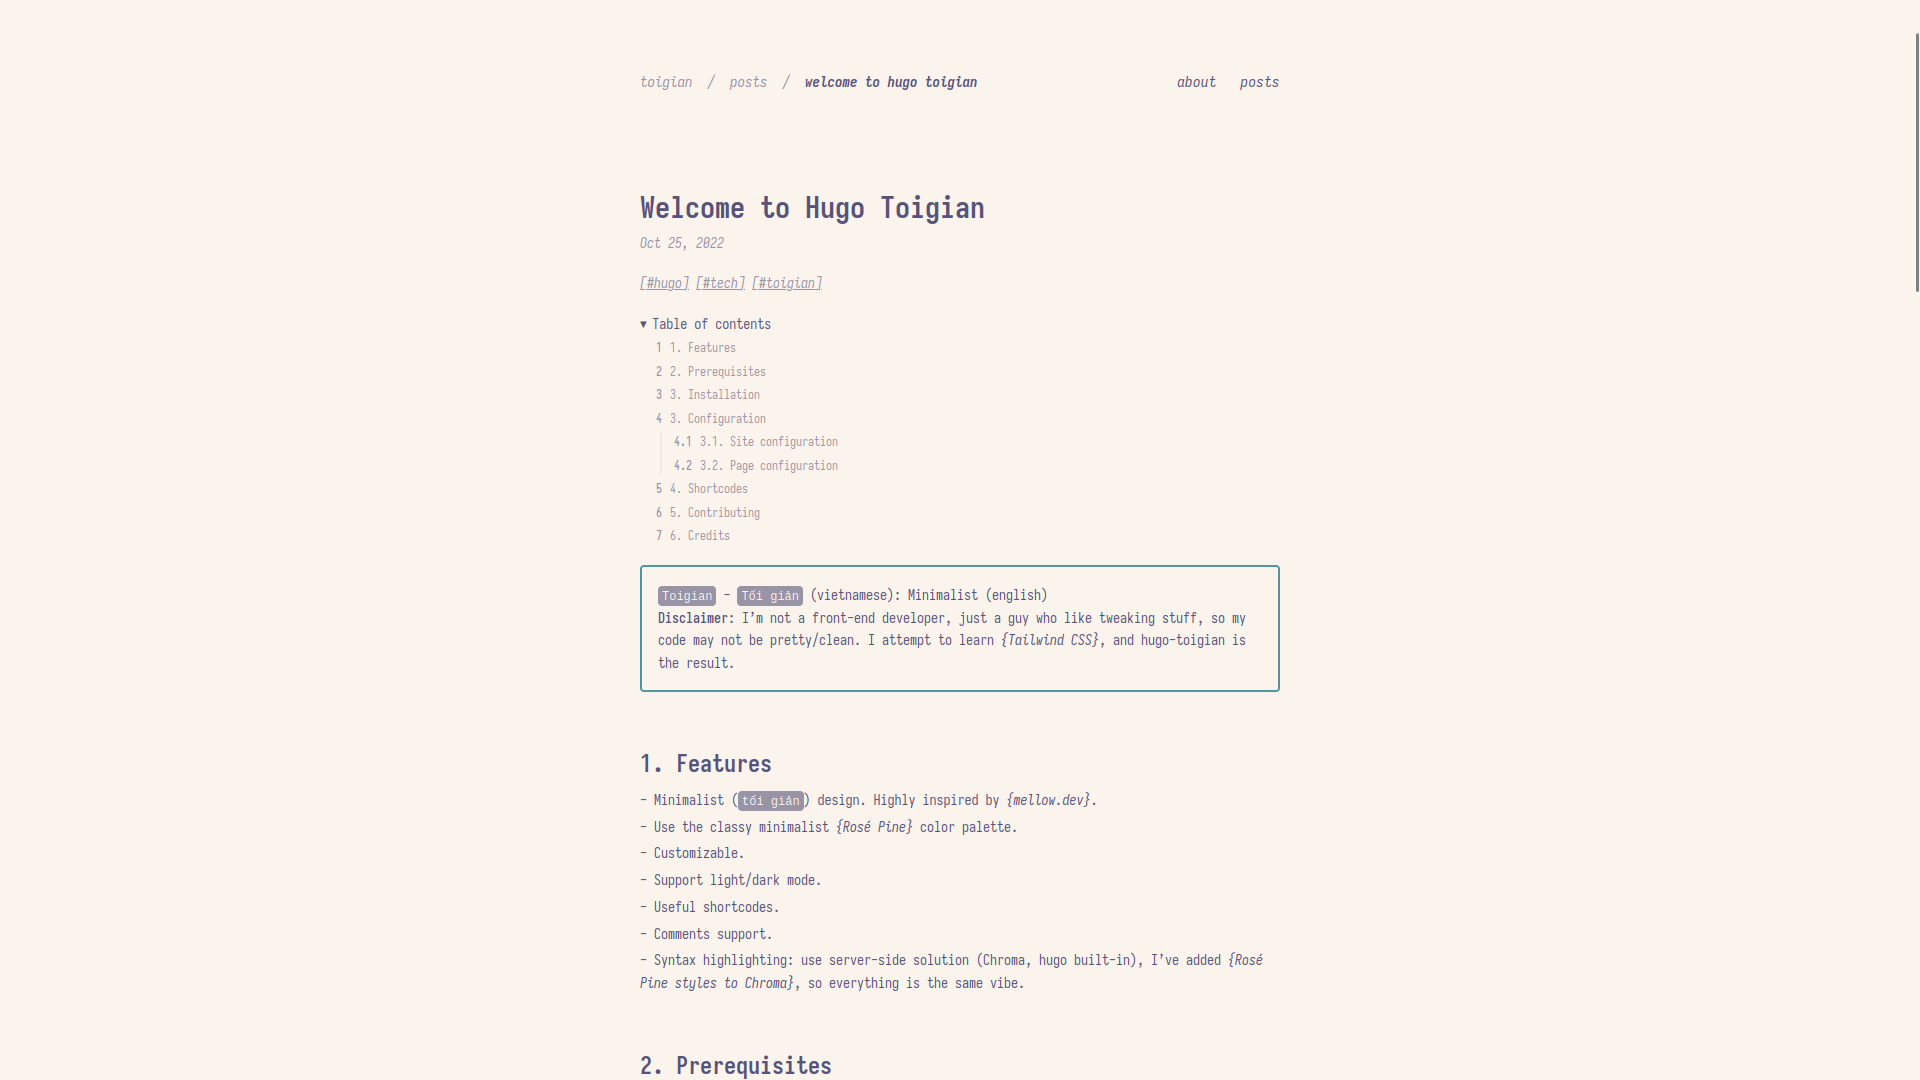 toigian / posts / welcome to hugo toigian about posts
Welcome to Hugo Toigian
Oct 25, 2022
[#hugo] [#tech] [#toigian]
▼ Table of contents
1 1. Features
2 2. Prerequisites
3 3. Installation
4 3. Configuration
4.1 3.1. Site configuration
4.2 3.2. Page configuration
5 4. Shortcodes
6 5. Contributing
7 6. Credits
Toigian - Tối giản (vietnamese): Minimalist (english)
Disclaimer: I’m not a front-end developer, just a guy who like tweaking stuff, so my
code may not be pretty/clean. I attempt to learn {Tailwind CSS}, and hugo-toigian is
the result.
1. Features
- Minimalist (tối giản) design. Highly inspired by {mellow.dev}.
- Use the classy minimalist {Rosé Pine} color palette.
- Customizable.
- Support light/dark mode.
- Useful shortcodes.
- Comments support.
- Syntax highlighting: use server-side solution (Chroma, hugo built-in), I’ve added {Rosé
Pine styles to Chroma}, so everything is the same vibe.
2. Prerequisites